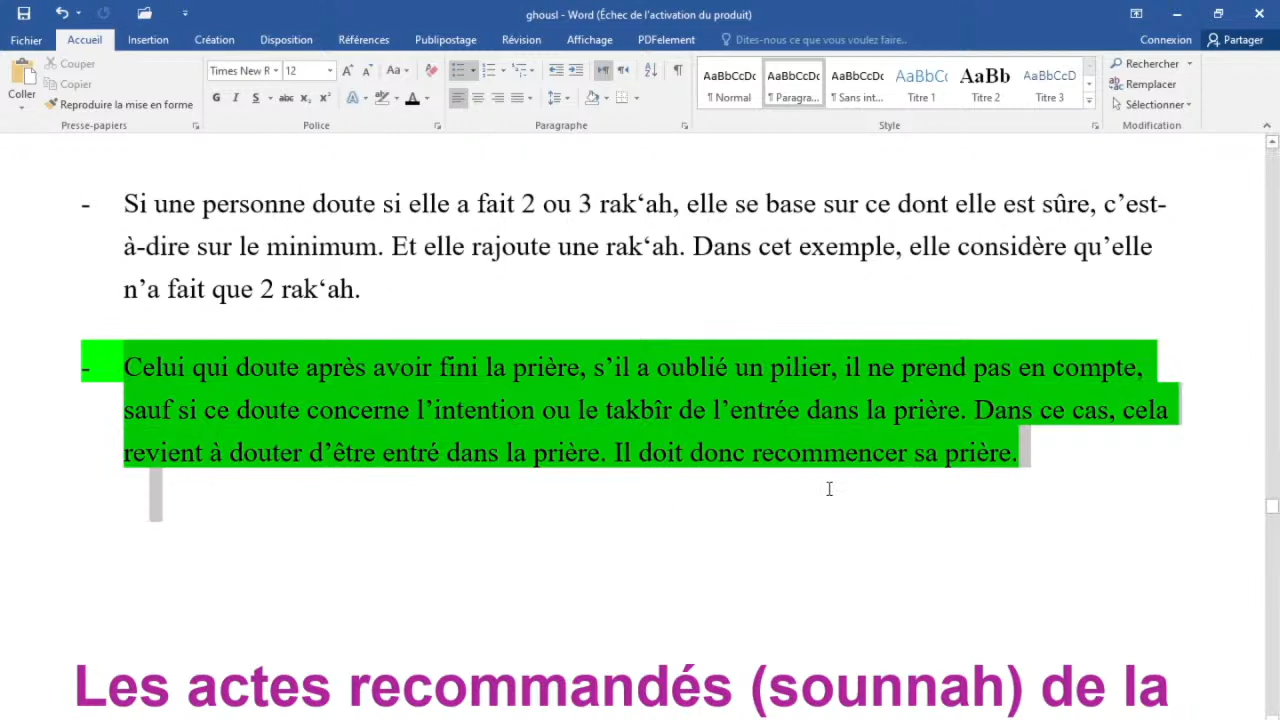 ghousl - Word (Échec de l'activation du produit)
Fichier Accueil Insertion Création Disposition Références Publipostage Révision Affichage PDFelement Dites-nous ce que vous voulez faire.. Connexion Partager
Coller
Couper
Copier
Reproduire la mise en forme
Presse-papiers
Times New R 12
G I S abc x₂ x²
Police
Paragraphe
AaBbCcDc AaBbCcDc AaBbCcDc AaBbCc AaBb AaBbCcD
¶ Normal ¶ Paragra... ¶ Sans int... Titre 1 Titre 2 Titre 3
Style
Rechercher
Remplacer
Sélectionner
Modification
- Si une personne doute si elle a fait 2 ou 3 rak‘ah, elle se base sur ce dont elle est sûre, c’est-
à-dire sur le minimum. Et elle rajoute une rak‘ah. Dans cet exemple, elle considère qu’elle
n’a fait que 2 rak‘ah.
- Celui qui doute après avoir fini la prière, s’il a oublié un pilier, il ne prend pas en compte,
sauf si ce doute concerne l’intention ou le takbîr de l’entrée dans la prière. Dans ce cas, cela
revient à douter d’être entré dans la prière. Il doit donc recommencer sa prière.
Les actes recommandés (sounnah) de la